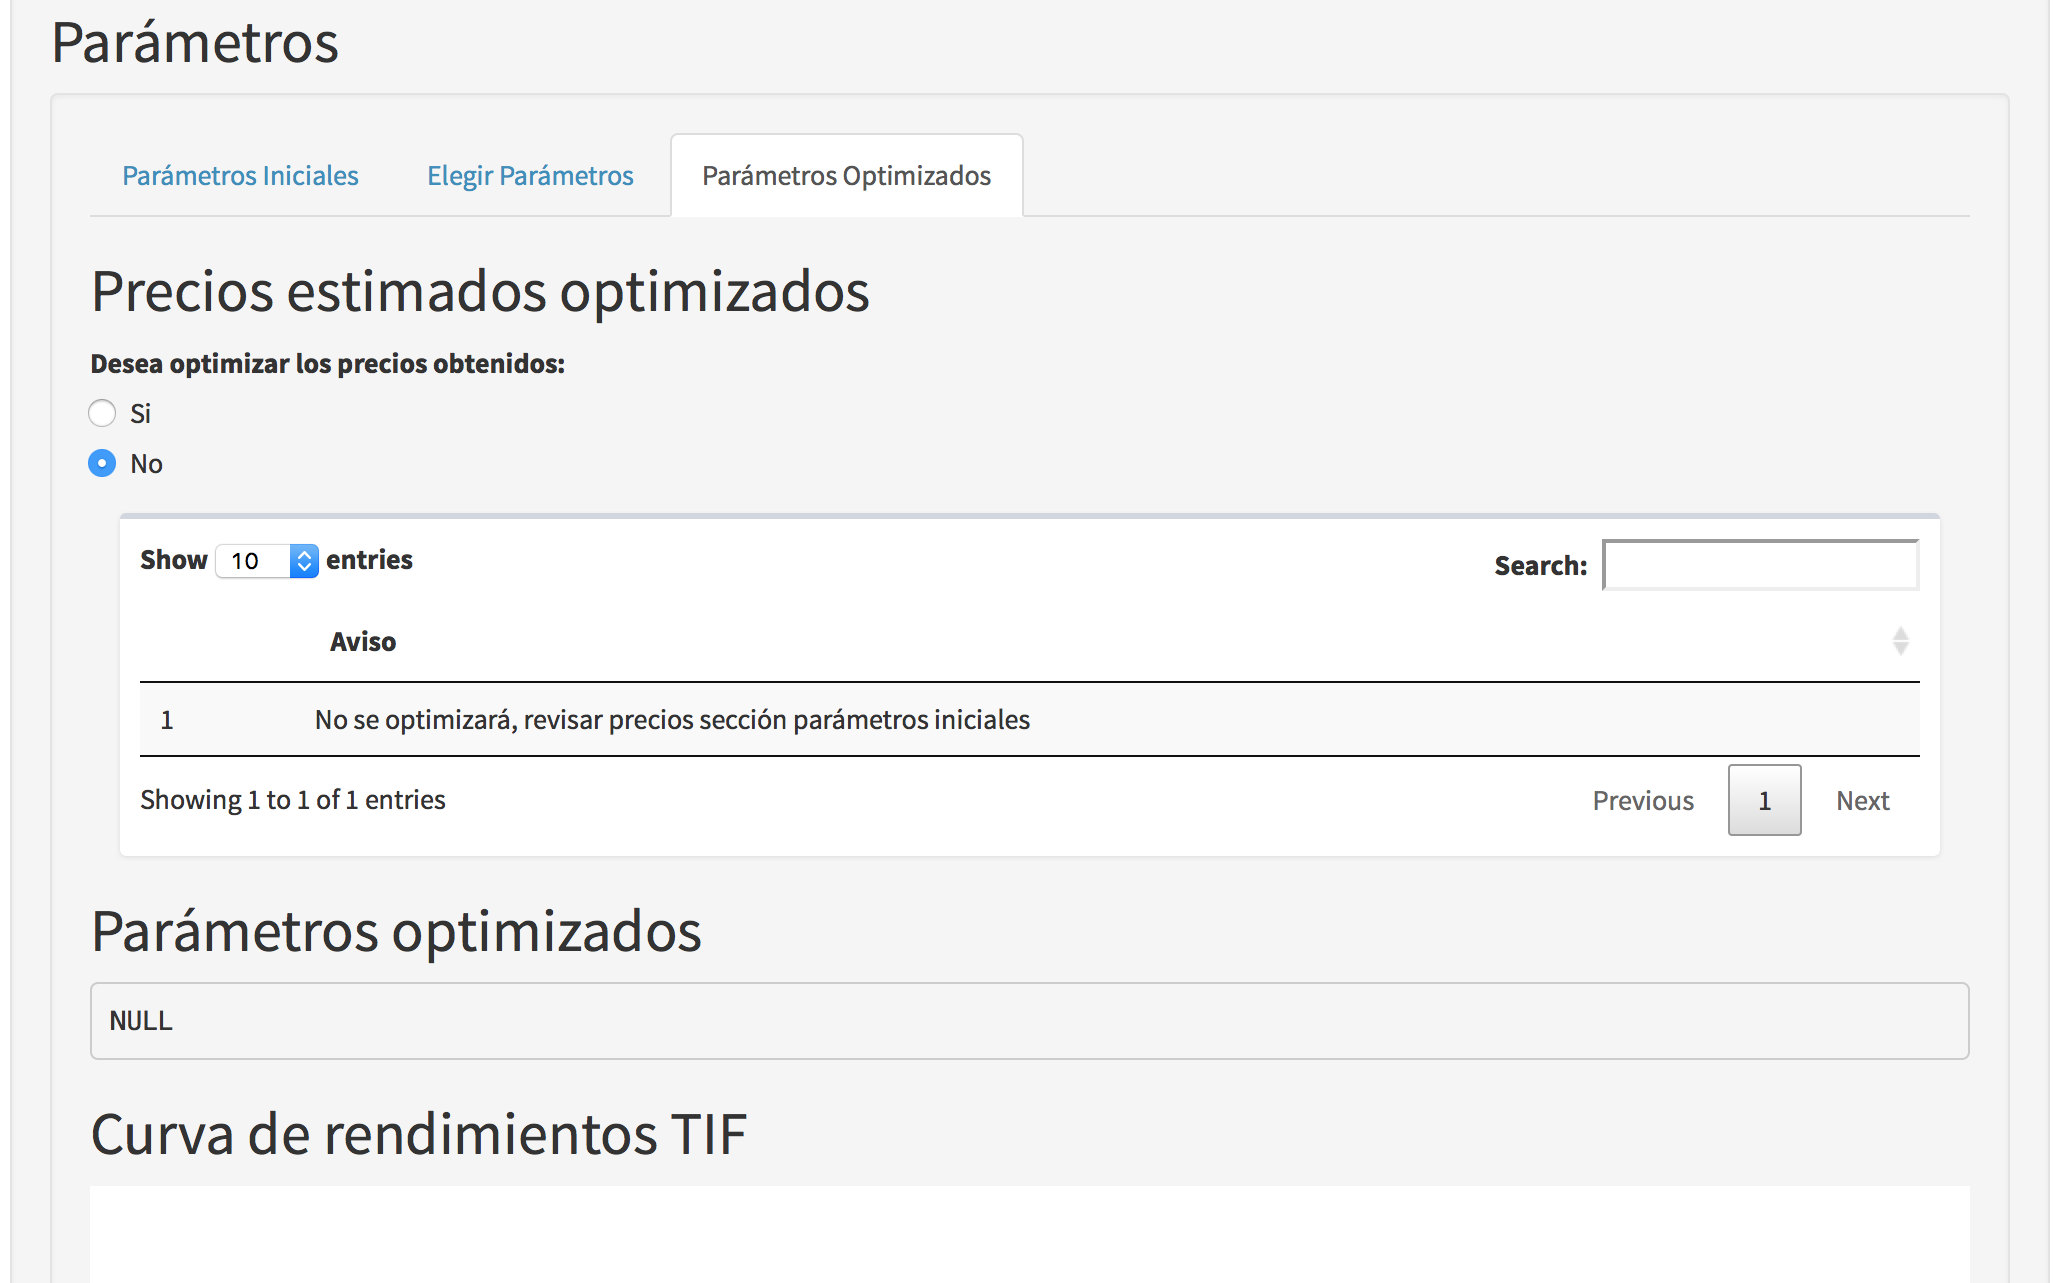 Parámetros
Parámetros Iniciales Elegir Parámetros Parámetros Optimizados
Precios estimados optimizados
Desea optimizar los precios obtenidos:
Si
No
Show 10 entries Search:
Aviso
1 No se optimizará, revisar precios sección parámetros iniciales
Showing 1 to 1 of 1 entries Previous 1 Next
Parámetros optimizados
NULL
Curva de rendimientos TIF